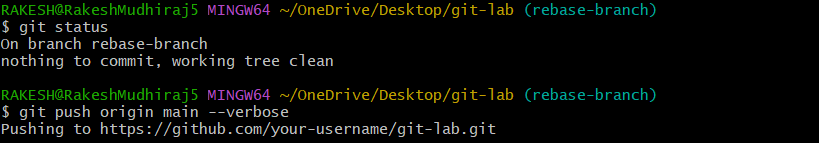 RAKESH@RakeshMudhiraj5 MINGW64 ~/OneDrive/Desktop/git-lab (rebase-branch)
$ git status
On branch rebase-branch
nothing to commit, working tree clean
RAKESH@RakeshMudhiraj5 MINGW64 ~/OneDrive/Desktop/git-lab (rebase-branch)
$ git push origin main --verbose
Pushing to https://github.com/your-username/git-lab.git